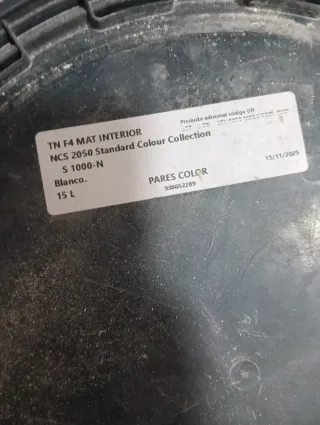 Producto adicional código UFI
TN F4 MAT INTERIOR
NCS 2050 Standard Colour Collection
S 1000-N
Blanco.
15/11/2025
15 L
PARES COLOR
938652289